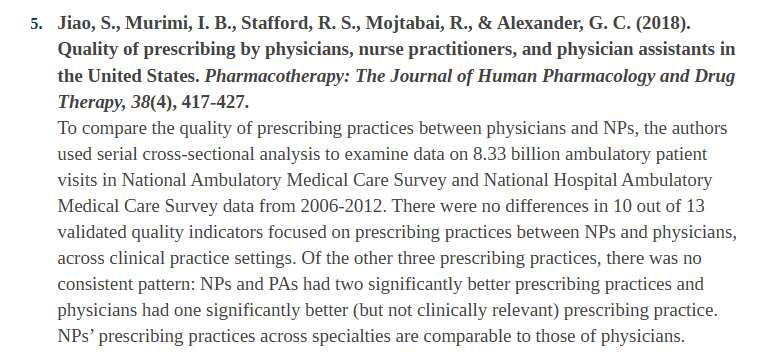 5. Jiao, S., Murimi, I. B., Stafford, R. S., Mojtabai, R., & Alexander, G. C. (2018).
Quality of prescribing by physicians, nurse practitioners, and physician assistants in
the United States. Pharmacotherapy: The Journal of Human Pharmacology and Drug
Therapy, 38(4), 417-427.
To compare the quality of prescribing practices between physicians and NPs, the authors
used serial cross-sectional analysis to examine data on 8.33 billion ambulatory patient
visits in National Ambulatory Medical Care Survey and National Hospital Ambulatory
Medical Care Survey data from 2006-2012. There were no differences in 10 out of 13
validated quality indicators focused on prescribing practices between NPs and physicians,
across clinical practice settings. Of the other three prescribing practices, there was no
consistent pattern: NPs and PAs had two significantly better prescribing practices and
physicians had one significantly better (but not clinically relevant) prescribing practice.
NPs’ prescribing practices across specialties are comparable to those of physicians.